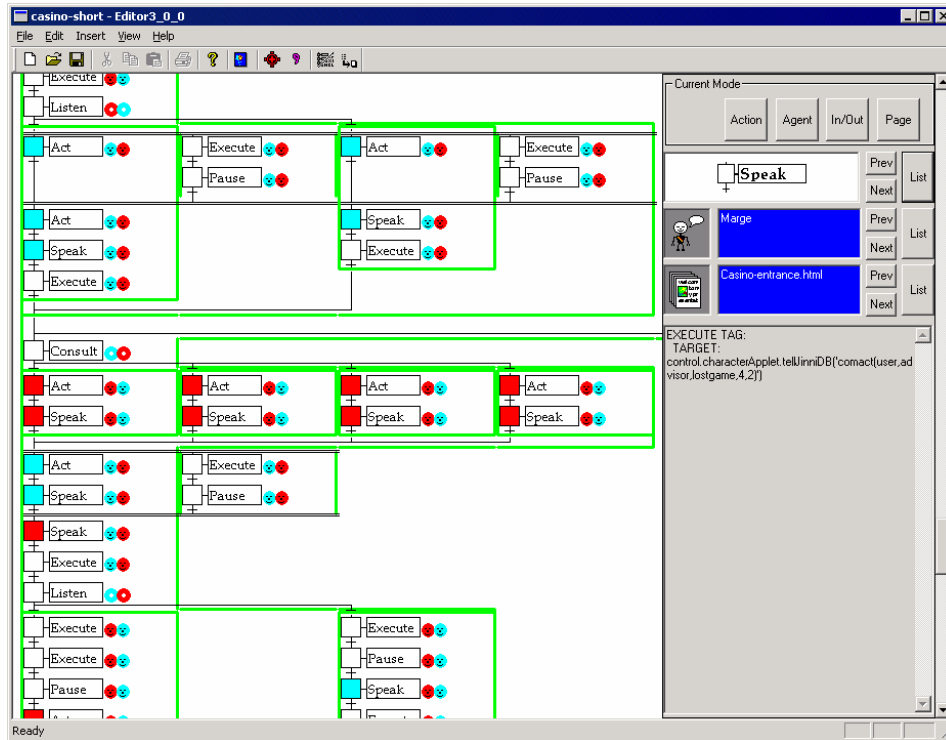 casino-short - Editor3_0_0
File Edit Insert View Help
Execute
Listen
Act Execute Act Execute
Pause Pause
Act Speak
Speak Execute
Execute
Consult
Act Act Act Act
Speak Speak Speak Speak
Act Execute
Speak Pause
Speak
Execute
Listen
Execute Execute
Execute Pause
Pause Speak
Current Mode
Action Agent In/Out Page
Speak Prev Next List
Marge Prev Next List
Casino-entrance.html Prev Next List
EXECUTE TAG:
TARGET:
control.characterApplet.tellJinniDB('comact(user,ad
visor,lostgame,4,2)')
Ready